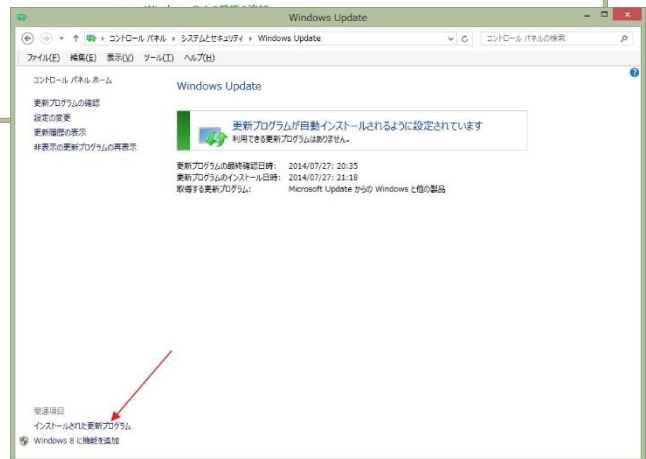 Windows Update
コントロール パネル › システムとセキュリティ › Windows Update
コントロール パネルの検索
ファイル(F) 編集(E) 表示(V) ツール(T) ヘルプ(H)
コントロール パネル ホーム
更新プログラムの確認
設定の変更
更新履歴の表示
非表示の更新プログラムの再表示
Windows Update
更新プログラムが自動インストールされるように設定されています
利用できる更新プログラムはありません。
更新プログラムの最終確認日時: 2014/07/27: 20:35
更新プログラムのインストール日時: 2014/07/27: 21:18
取得する更新プログラム: Microsoft Update からの Windows と他の製品
関連項目
インストールされた更新プログラム
Windows 8 に機能を追加